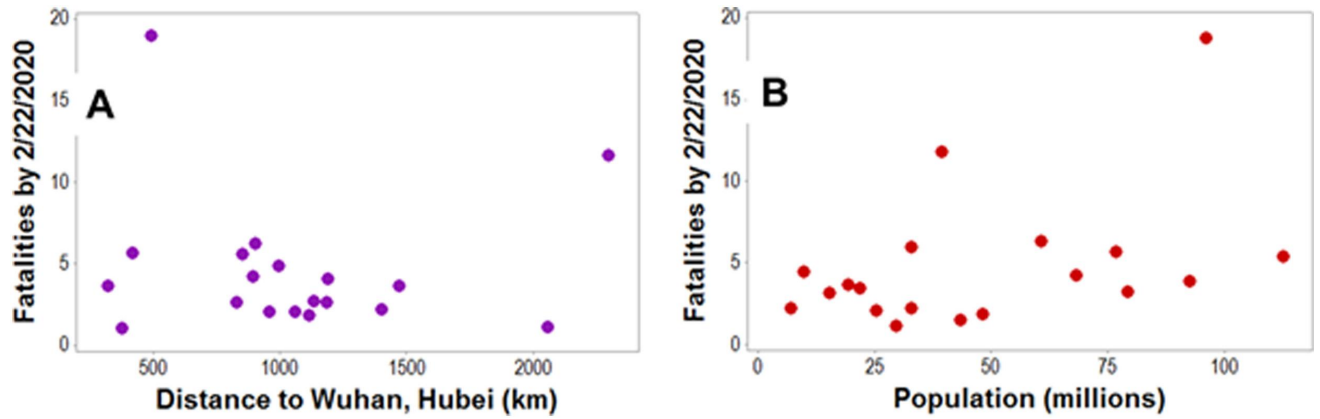 Fatalities by 2/22/2020
20
15
10
5
0
A
500 1000 1500 2000
Distance to Wuhan, Hubei (km)
Fatalities by 2/22/2020
20
15
10
5
0
B
0 25 50 75 100
Population (millions)